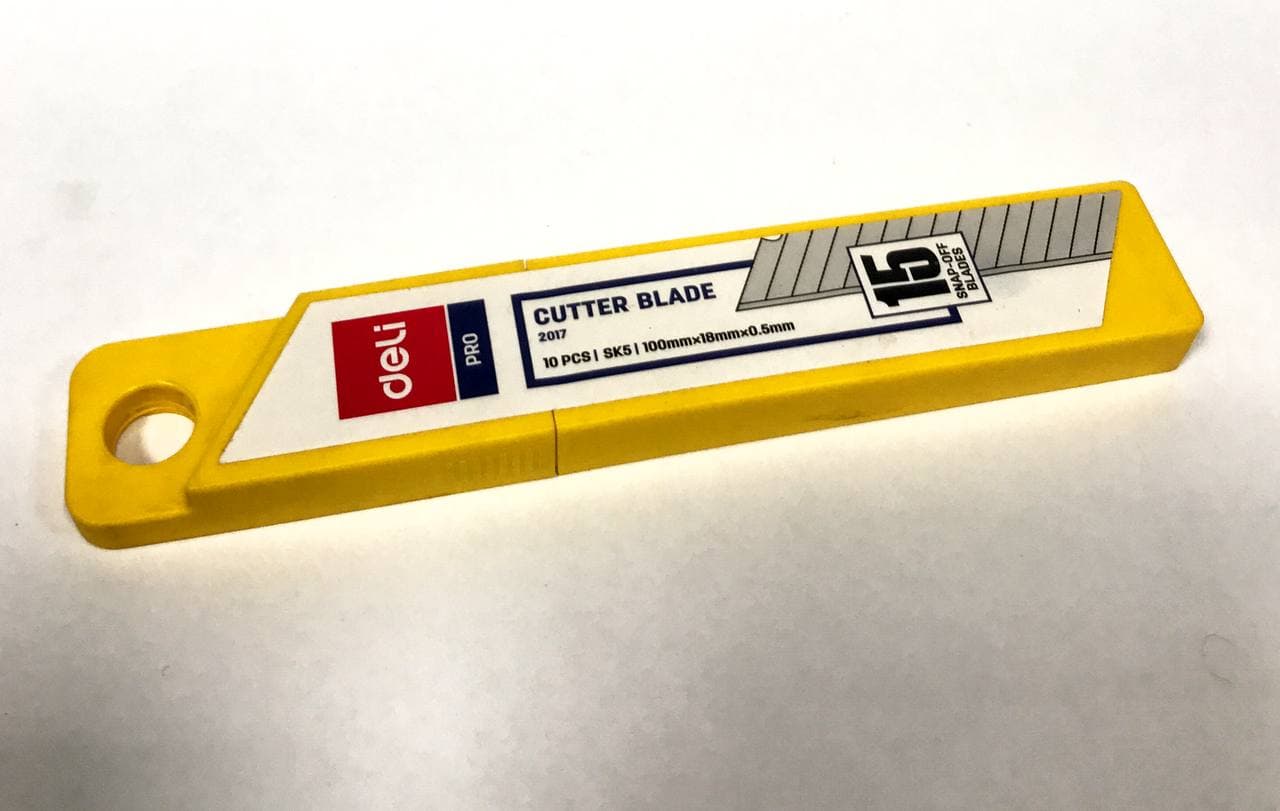 deli
PRO
CUTTER BLADE
2017
10 PCS | SK5 | 100mm×18mm×0.5mm
15
SNAP-OFF
BLADES